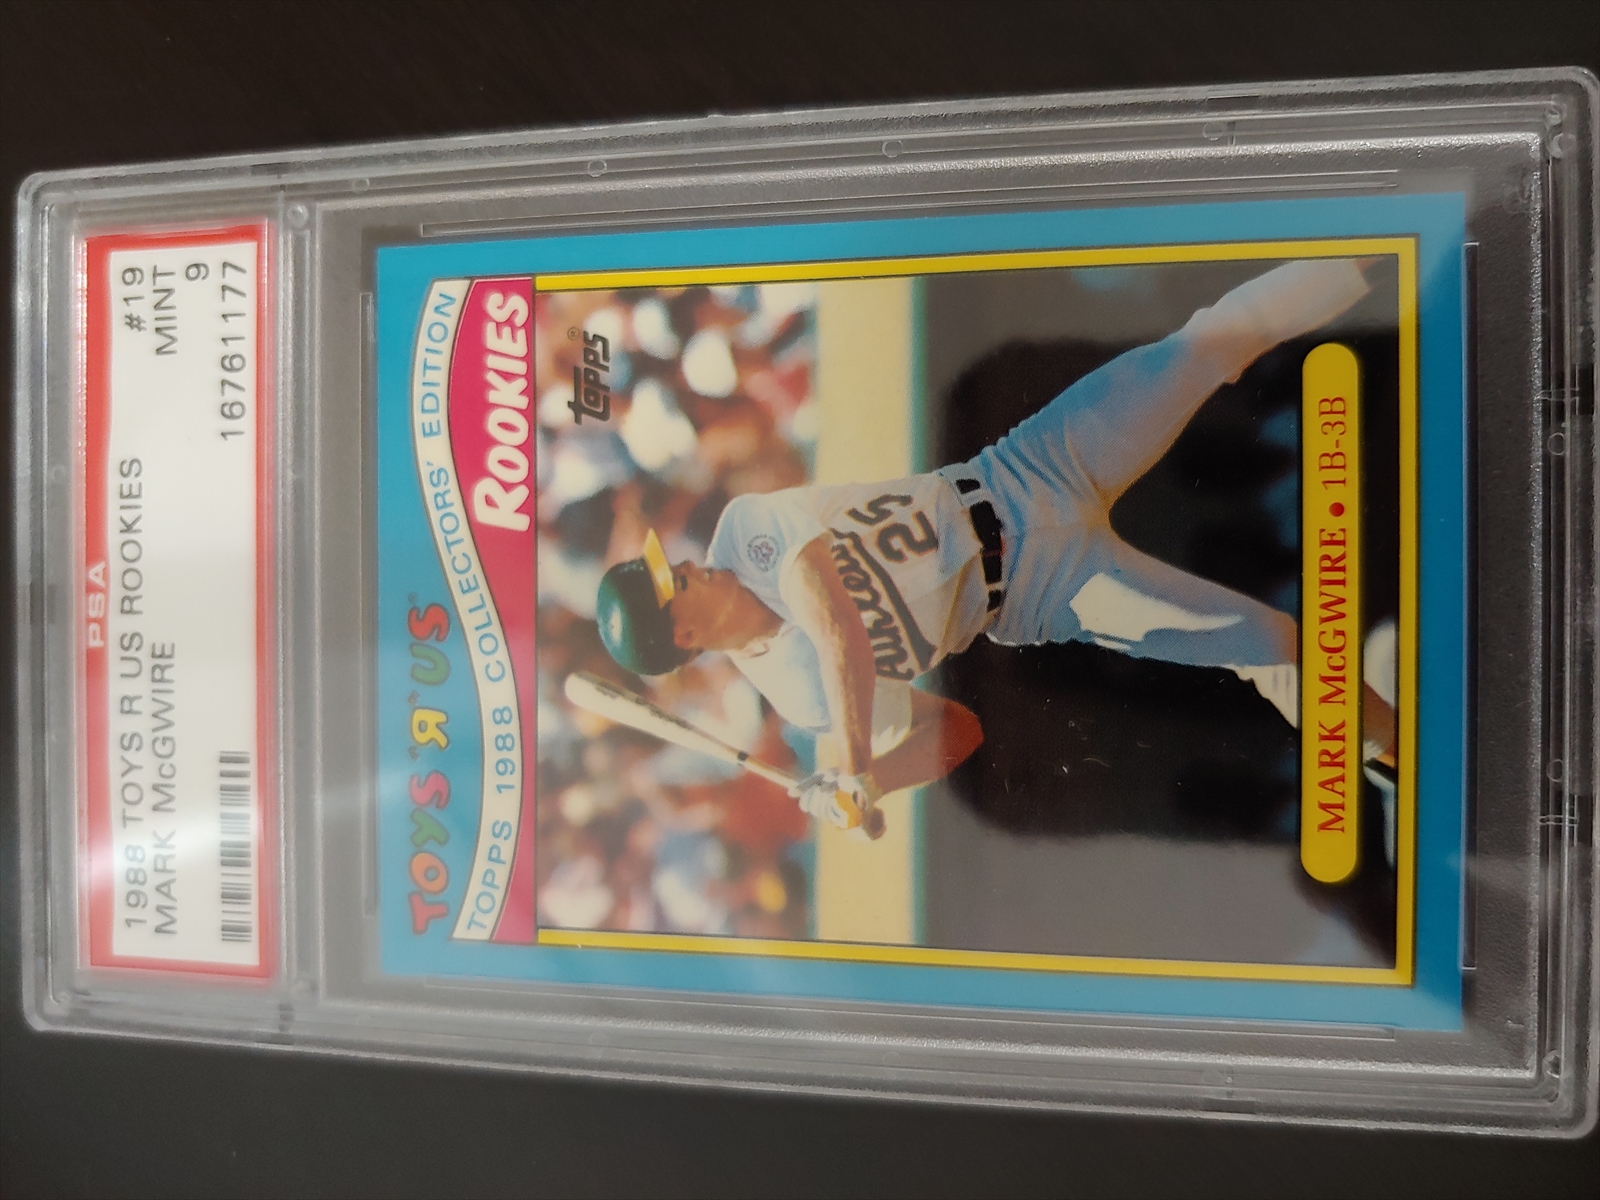 PSA
1988 TOYS R US ROOKIES #19
MARK McGWIRE MINT
9
16761177
TOYS "R" US
TOPPS 1988 COLLECTORS' EDITION
ROOKIES
TOPPS®
Athletics
25
MARK McGWIRE • 1B-3B